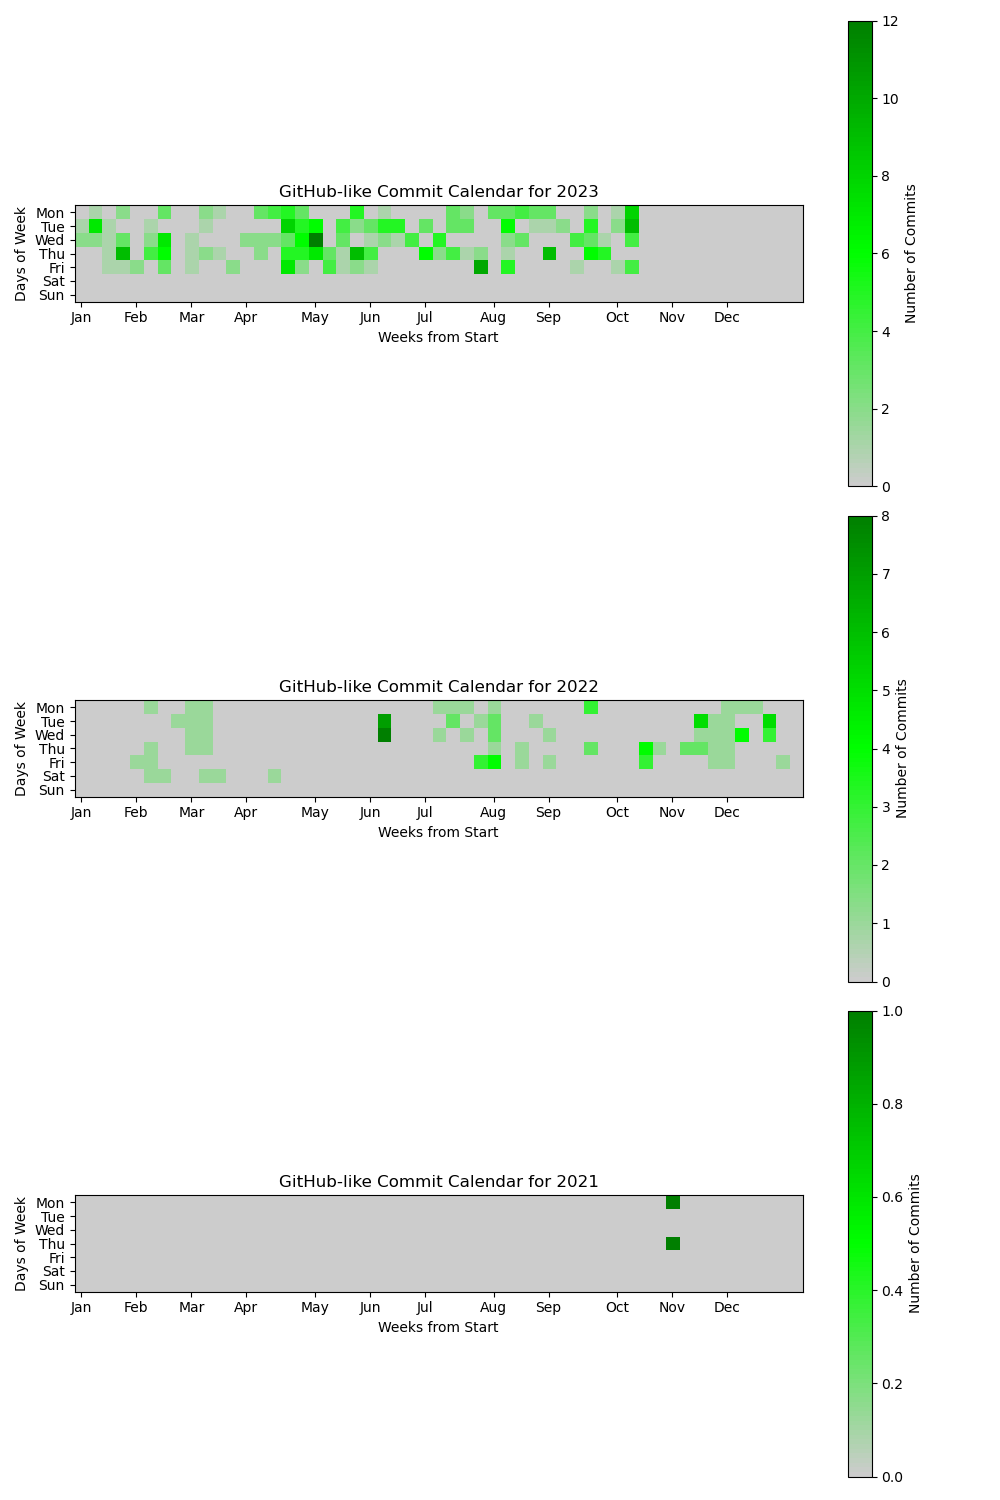 GitHub-like Commit Calendar for 2023
Days of Week
Mon
Tue
Wed
Thu
Fri
Sat
Sun
Jan Feb Mar Apr May Jun Jul Aug Sep Oct Nov Dec
Weeks from Start
12
10
8
6
4
2
0
Number of Commits
GitHub-like Commit Calendar for 2022
Days of Week
Mon
Tue
Wed
Thu
Fri
Sat
Sun
Jan Feb Mar Apr May Jun Jul Aug Sep Oct Nov Dec
Weeks from Start
8
7
6
5
4
3
2
1
0
Number of Commits
GitHub-like Commit Calendar for 2021
Days of Week
Mon
Tue
Wed
Thu
Fri
Sat
Sun
Jan Feb Mar Apr May Jun Jul Aug Sep Oct Nov Dec
Weeks from Start
1.0
0.8
0.6
0.4
0.2
0.0
Number of Commits